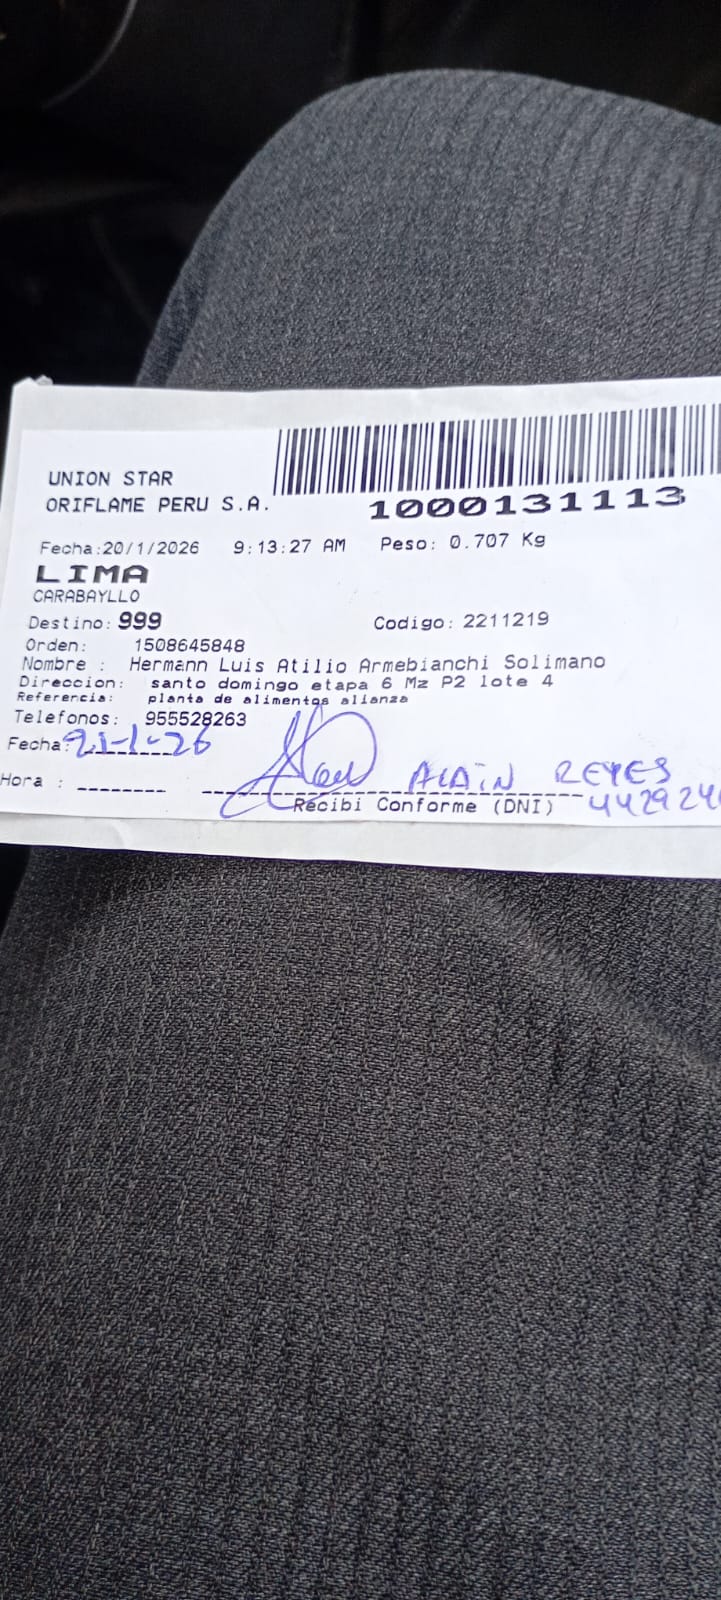 UNION STAR
ORIFLAME PERU S.A.
1000131113
Fecha:20/1/2026 9:13:27 AM Peso: 0.707 Kg
LIMA
CARABAYLLO
Destino: 999 Codigo: 2211219
Orden: 1508645848
Nombre : Hermann Luis Atilio Armebianchi Solimano
Direccion: santo domingo etapa 6 Mz P2 lote 4
Referencia: planta de alimentos alianza
Telefonos: 955528263
Fecha: 21-1-26
Hora : ALAIN REYES
Recibi Conforme (DNI) 442924